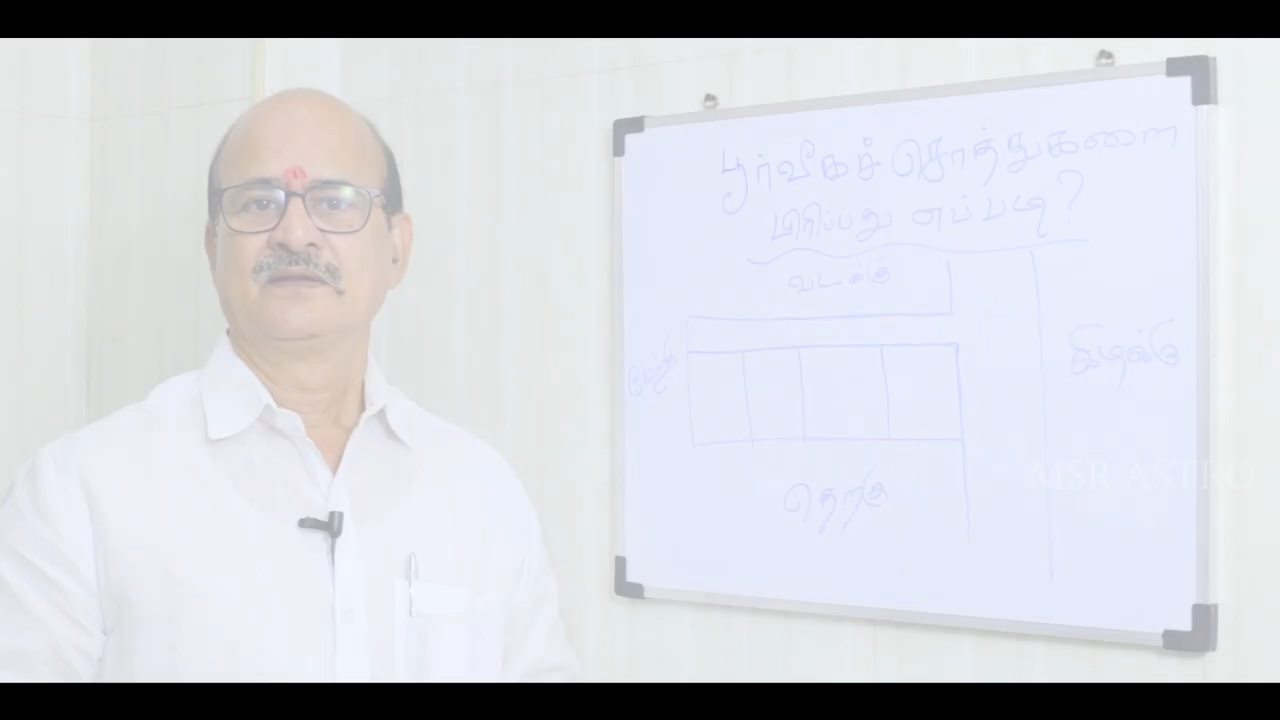 பூர்வீகச் சொத்துகளை
பிரிப்பது எப்படி?
வடக்கு
மேற்கு
கிழக்கு
தெற்கு
MSR ASTRO